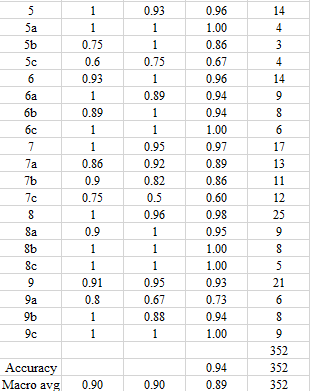 5 1 0.93 0.96 14
5a 1 1 1.00 4
5b 0.75 1 0.86 3
5c 0.6 0.75 0.67 4
6 0.93 1 0.96 14
6a 1 0.89 0.94 9
6b 0.89 1 0.94 8
6c 1 1 1.00 6
7 1 0.95 0.97 17
7a 0.86 0.92 0.89 13
7b 0.9 0.82 0.86 11
7c 0.75 0.5 0.60 12
8 1 0.96 0.98 25
8a 0.9 1 0.95 9
8b 1 1 1.00 8
8c 1 1 1.00 5
9 0.91 0.95 0.93 21
9a 0.8 0.67 0.73 6
9b 1 0.88 0.94 8
9c 1 1 1.00 9
352
Accuracy 0.94 352
Macro avg 0.90 0.90 0.89 352